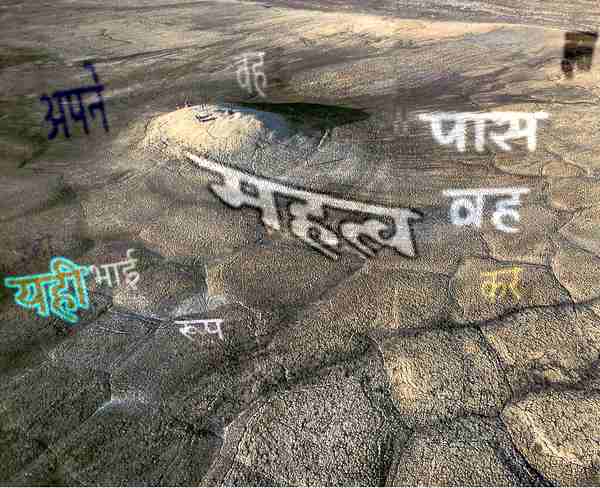 वह
अपने
पास
महत्व
वह
यही
भाई
कर
रूप